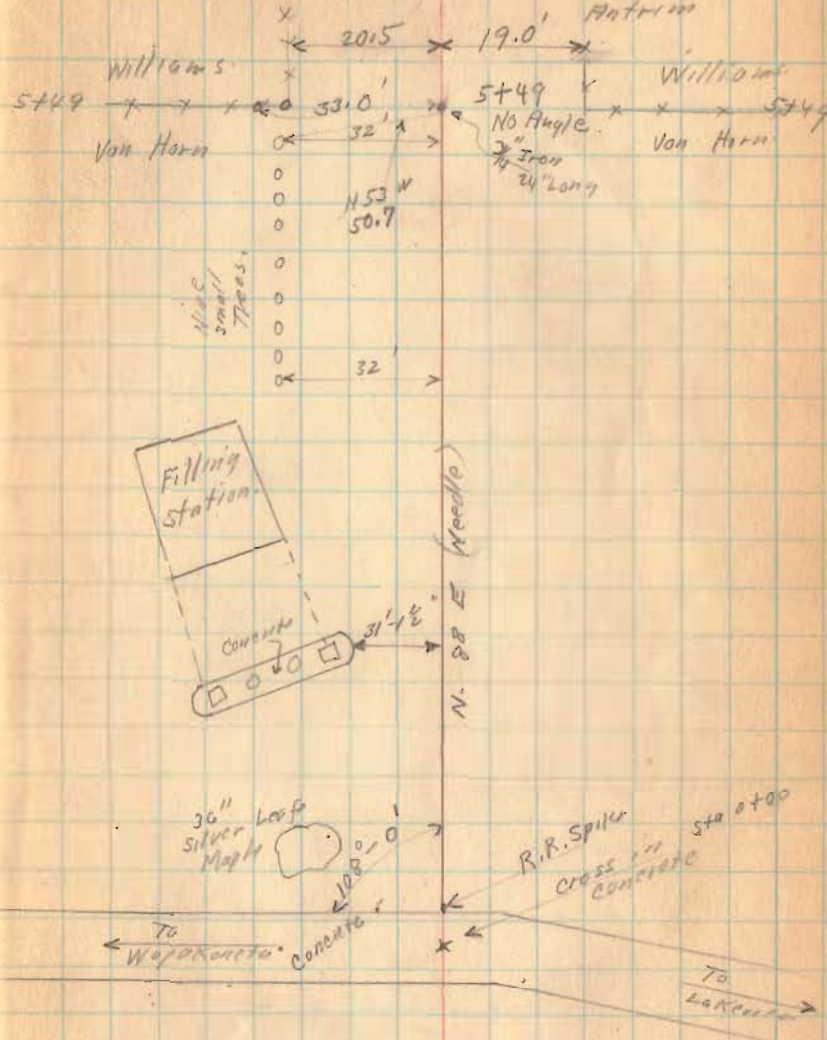 Antrim
20.5 19.0'
Williams Williams
5+49 33.0' 5+49 5+49
No Angle.
Van Horn 32' Van Horn
3/4" Iron
24" Long
N 53 W
50.7
Nine
small
Trees.
32'
Filling
Station.
N. 88 E (Needle)
Concrete
31'-1½"
36"
Silver Leaf
Maple
108°-0'
R.R. Spike
Sta 0+00
Cross in
Concrete
To
Wapakoneta.
Concrete.
To
Lakeview